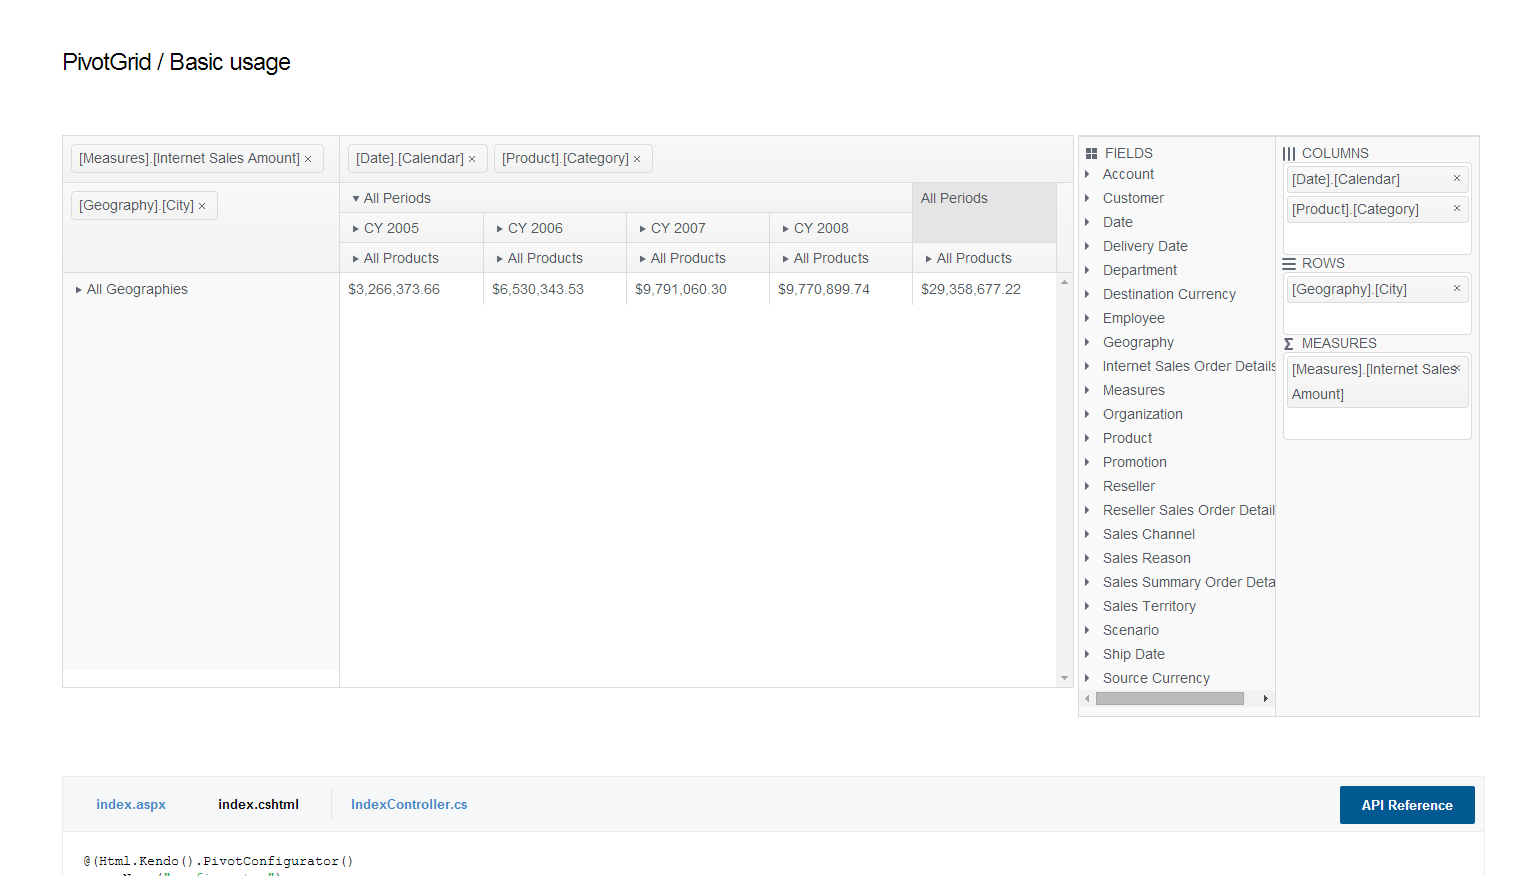 PivotGrid / Basic usage
[Measures].[Internet Sales Amount] × [Date].[Calendar] × [Product].[Category] ×
[Geography].[City] ×
All Periods All Periods
CY 2005 CY 2006 CY 2007 CY 2008
All Products All Products All Products All Products All Products
All Geographies $3,266,373.66 $6,530,343.53 $9,791,060.30 $9,770,899.74 $29,358,677.22
FIELDS
Account
Customer
Date
Delivery Date
Department
Destination Currency
Employee
Geography
Internet Sales Order Details
Measures
Organization
Product
Promotion
Reseller
Reseller Sales Order Detail
Sales Channel
Sales Reason
Sales Summary Order Deta
Sales Territory
Scenario
Ship Date
Source Currency
COLUMNS
[Date].[Calendar] ×
[Product].[Category] ×
ROWS
[Geography].[City] ×
Σ MEASURES
[Measures].[Internet Sales ×
Amount]
index.aspx index.cshtml IndexController.cs API Reference
@(Html.Kendo().PivotConfigurator()